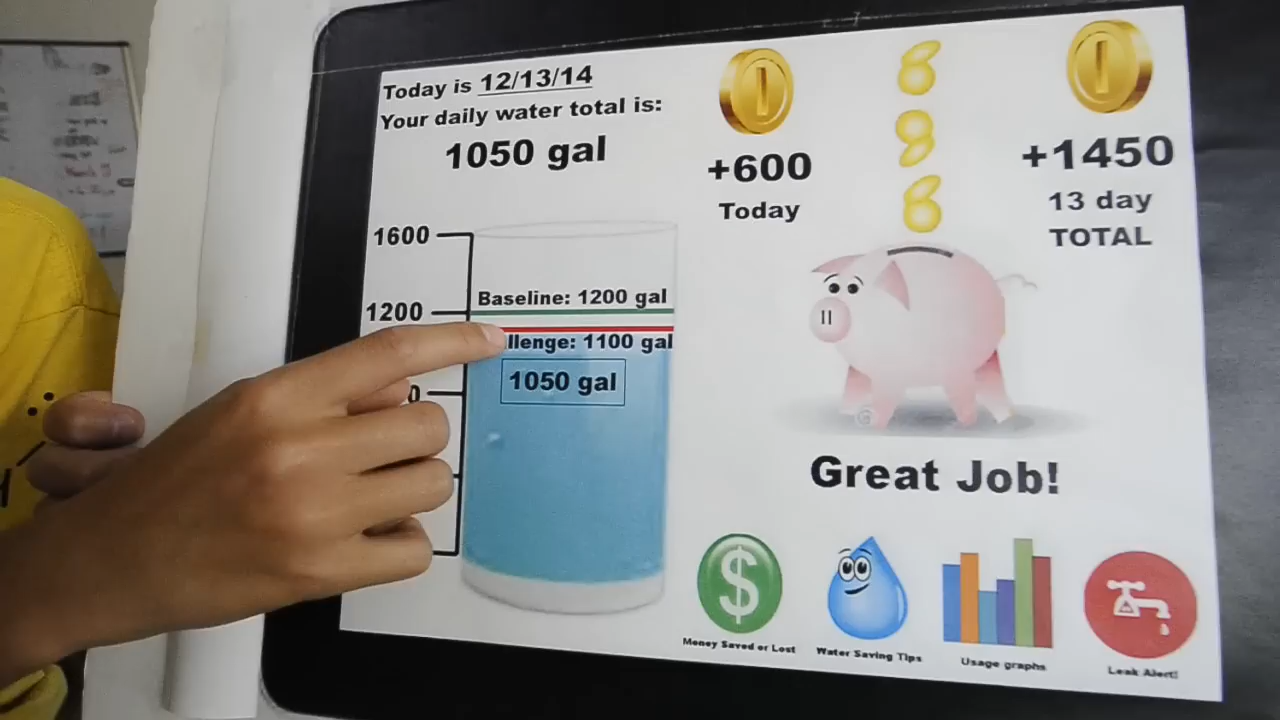 Today is 12/13/14
Your daily water total is:
1050 gal
1600
1200
0
Baseline: 1200 gal
llenge: 1100 gal
1050 gal
+600
Today
+1450
13 day
TOTAL
Great Job!
$
Money Saved or Lost
Water Saving Tips
Usage graphs
Leak Alert!